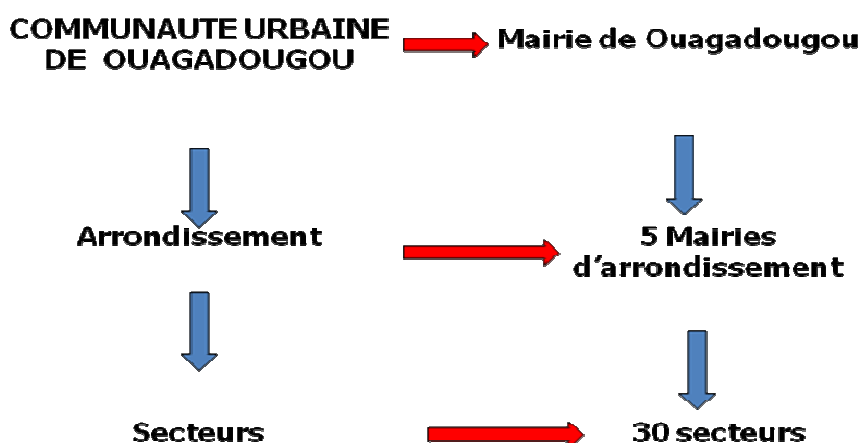 COMMUNAUTE URBAINE
DE OUAGADOUGOU
Mairie de Ouagadougou
Arrondissement
5 Mairies
d'arrondissement
Secteurs
30 secteurs